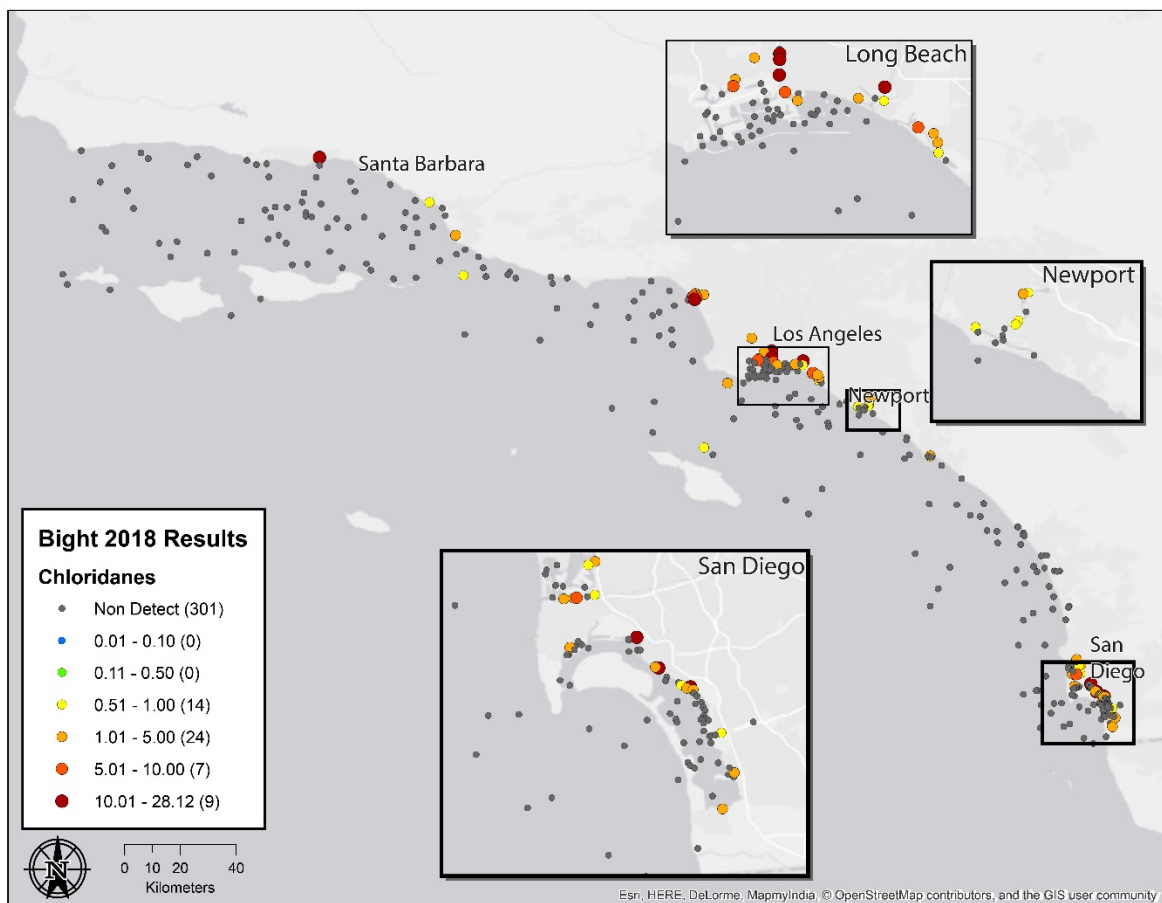 Long Beach
Santa Barbara
Newport
Los Angeles
Newport
Bight 2018 Results
Chloridanes
Non Detect (301)
0.01 - 0.10 (0)
0.11 - 0.50 (0)
0.51 - 1.00 (14)
1.01 - 5.00 (24)
5.01 - 10.00 (7)
10.01 - 28.12 (9)
San Diego
San
Diego
N
0 10 20 40
Kilometers
Esri, HERE, DeLorme, MapmyIndia, © OpenStreetMap contributors, and the GIS user community